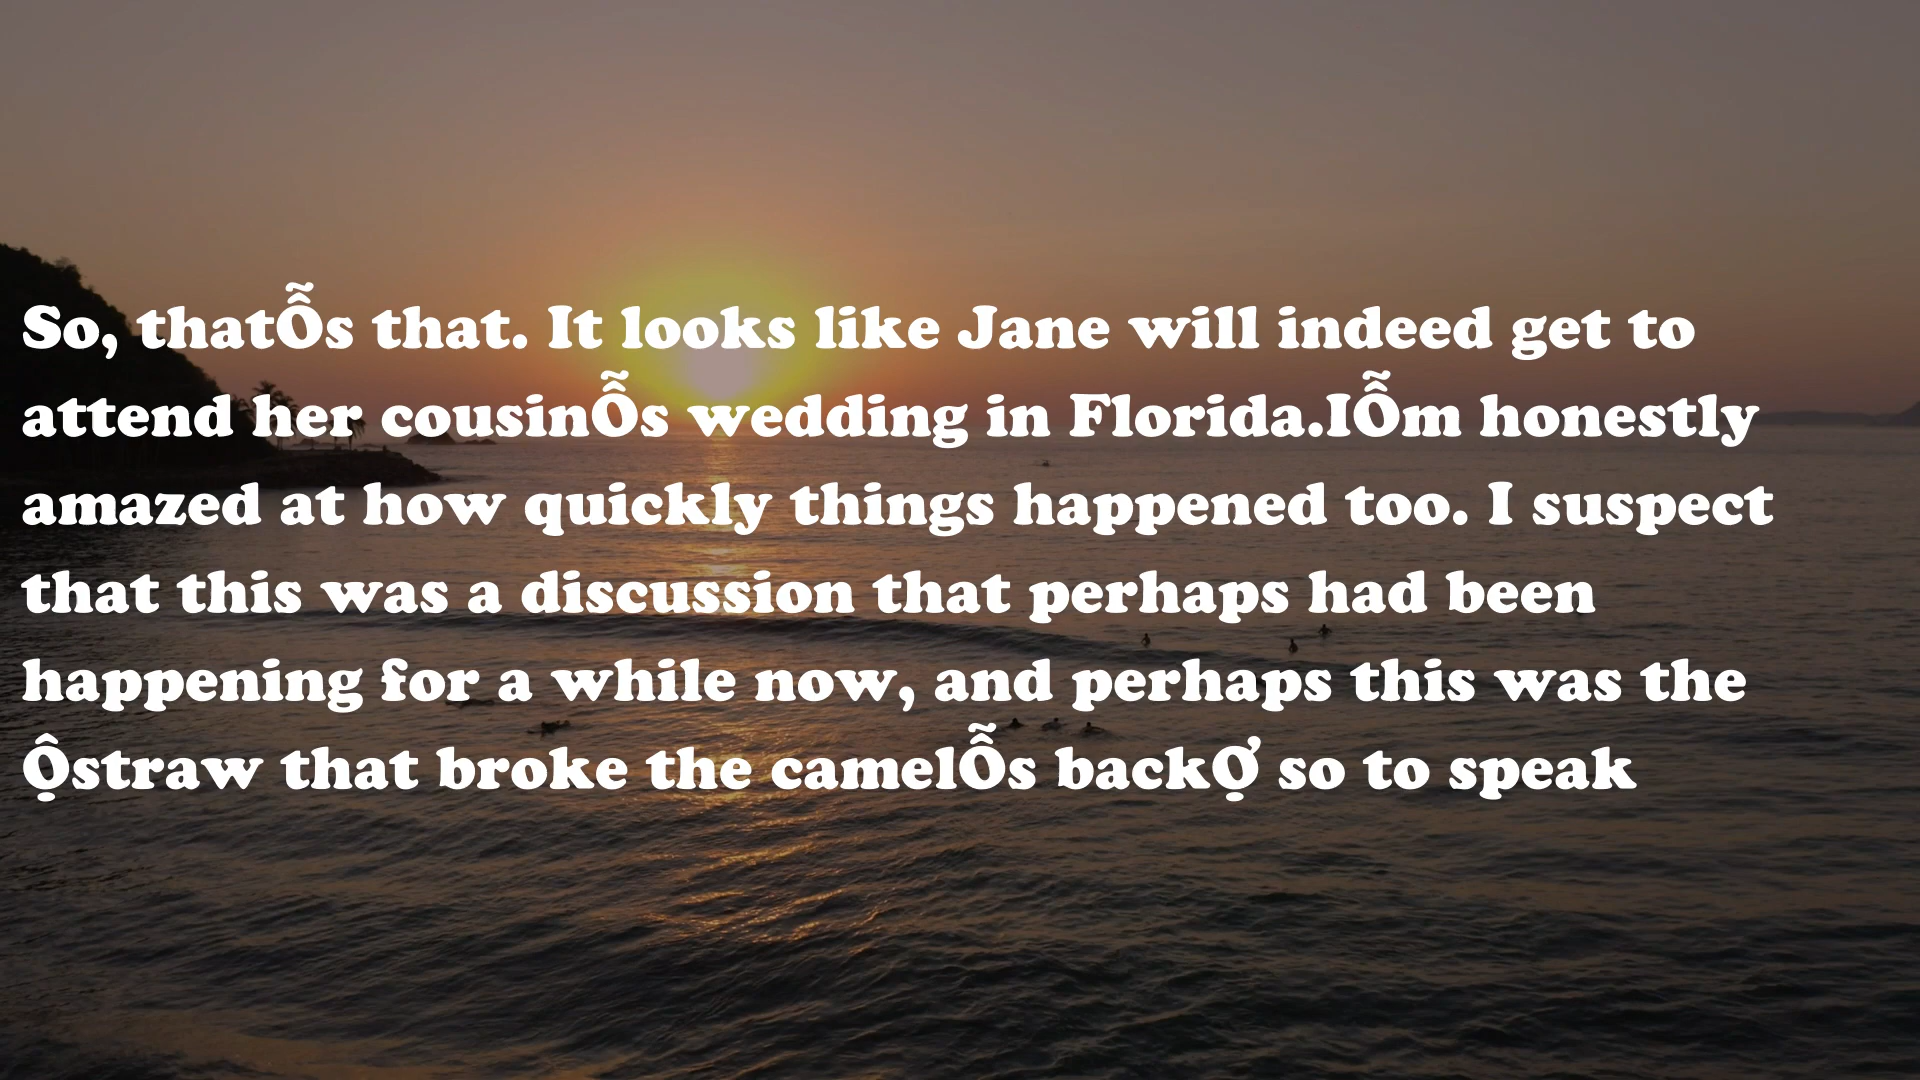 So, thatỖs that. It looks like Jane will indeed get to
attend her cousinỖs wedding in Florida.IỖm honestly
amazed at how quickly things happened too. I suspect
that this was a discussion that perhaps had been
happening for a while now, and perhaps this was the
Ộstraw that broke the camelỖs backỢ so to speak